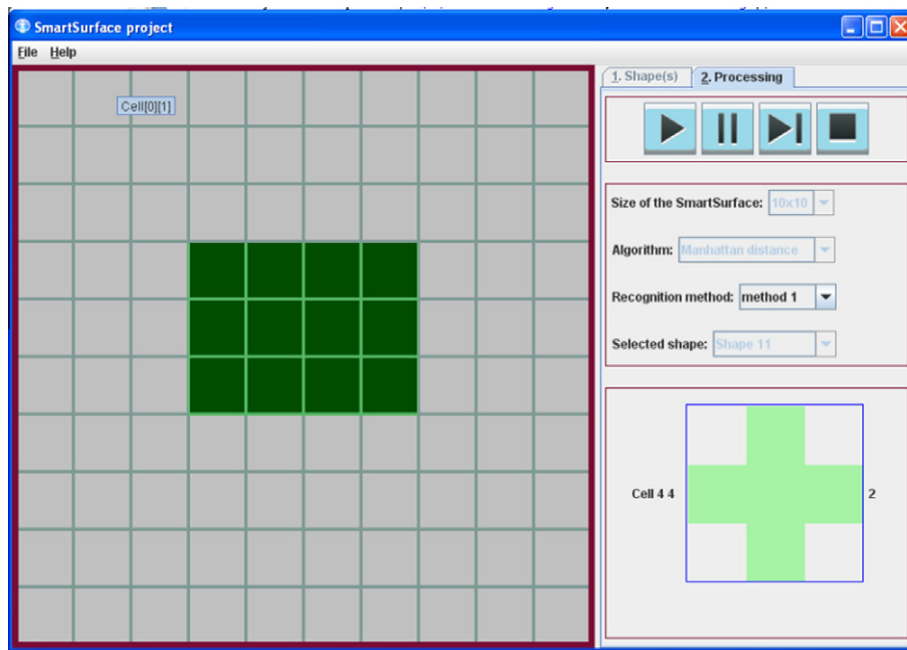 SmartSurface project
File Help
Cell[0][1]
1. Shape(s) 2. Processing
Size of the SmartSurface: 10x10
Algorithm: Manhattan distance
Recognition method: method 1
Selected shape: Shape 11
Cell 4 4 2